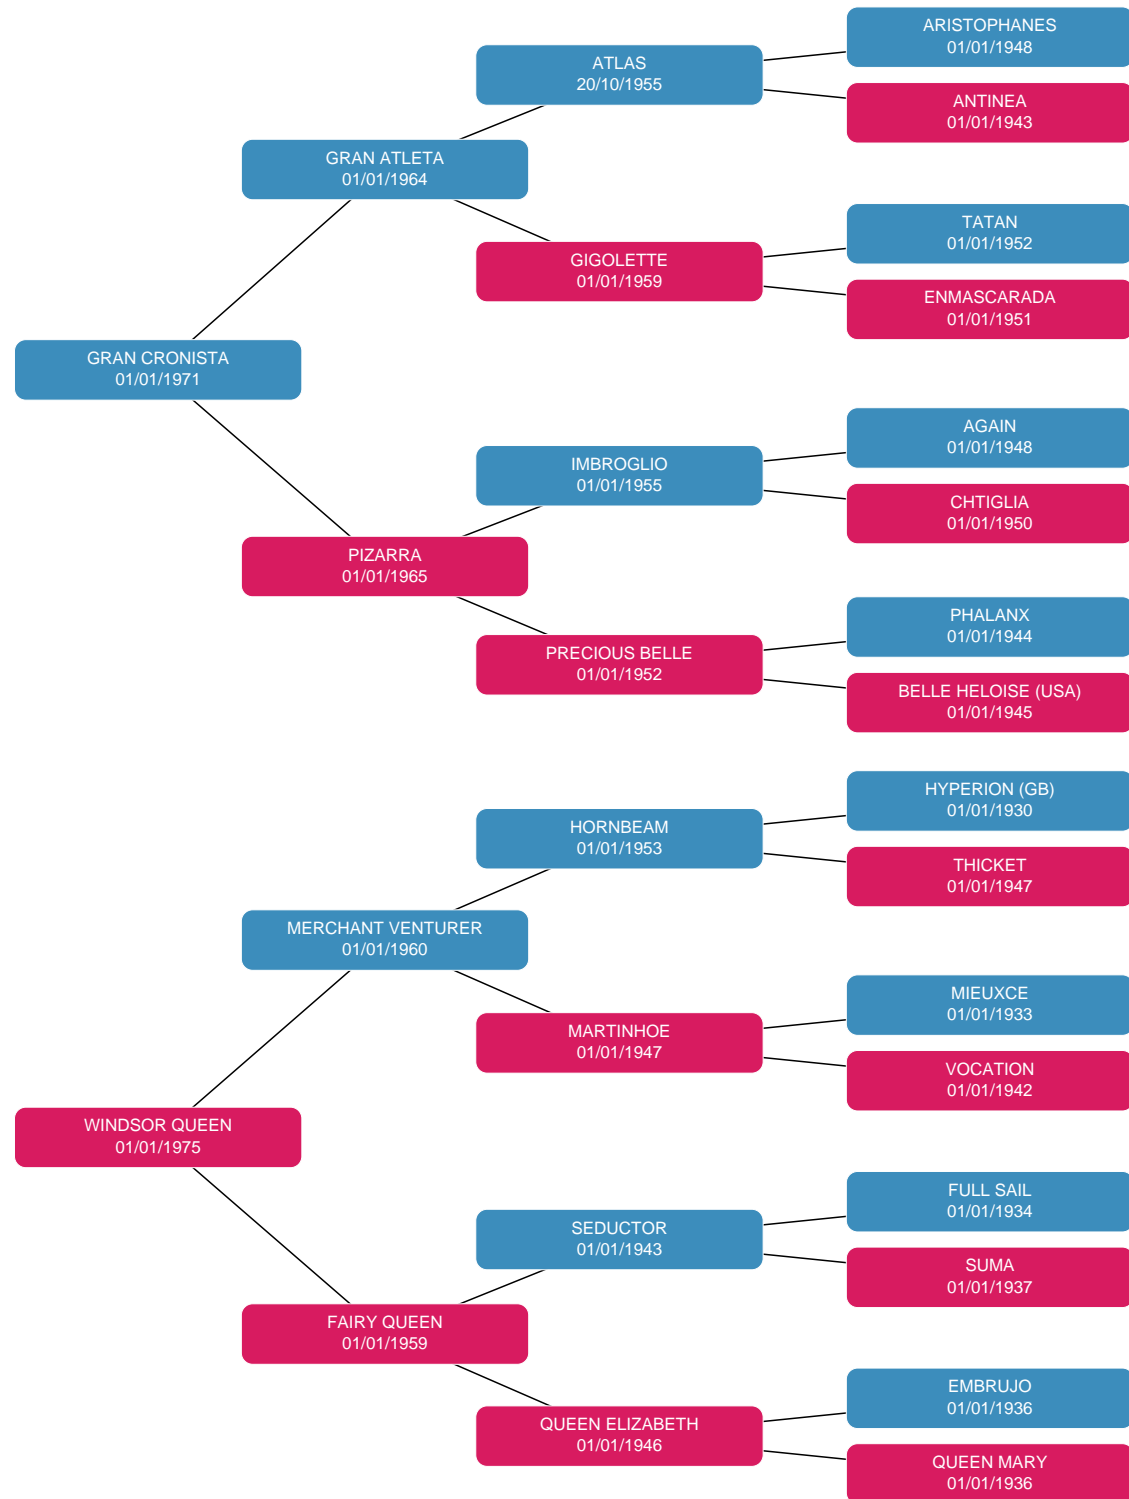 ARISTOPHANES
01/01/1948
ATLAS
20/10/1955
ANTINEA
01/01/1943
GRAN ATLETA
01/01/1964
TATAN
01/01/1952
GIGOLETTE
01/01/1959
ENMASCARADA
01/01/1951
GRAN CRONISTA
01/01/1971
AGAIN
01/01/1948
IMBROGLIO
01/01/1955
CHTIGLIA
01/01/1950
PIZARRA
01/01/1965
PHALANX
01/01/1944
PRECIOUS BELLE
01/01/1952
BELLE HELOISE (USA)
01/01/1945
HYPERION (GB)
01/01/1930
HORNBEAM
01/01/1953
THICKET
01/01/1947
MERCHANT VENTURER
01/01/1960
MIEUXCE
01/01/1933
MARTINHOE
01/01/1947
VOCATION
01/01/1942
WINDSOR QUEEN
01/01/1975
FULL SAIL
01/01/1934
SEDUCTOR
01/01/1943
SUMA
01/01/1937
FAIRY QUEEN
01/01/1959
EMBRUJO
01/01/1936
QUEEN ELIZABETH
01/01/1946
QUEEN MARY
01/01/1936